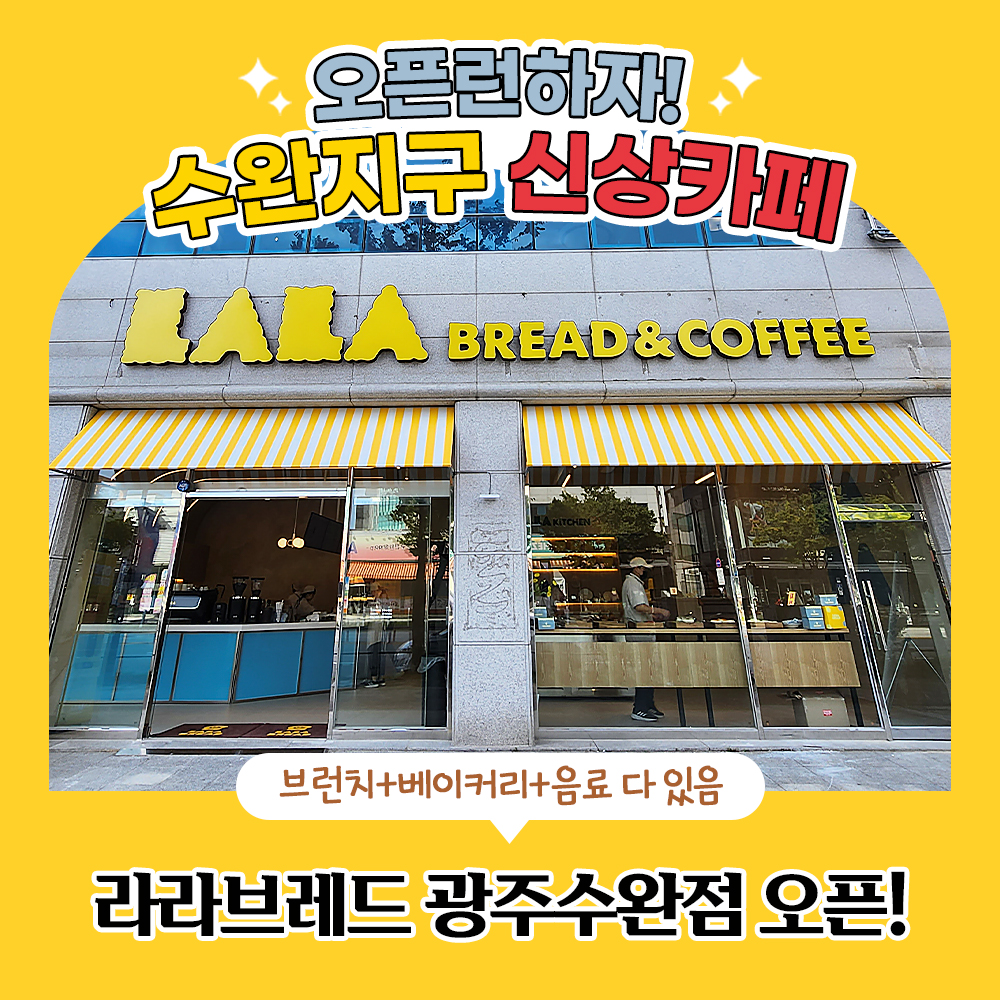 오픈런하자!
수완지구 신상카페
LALA BREAD & COFFEE
KITCHEN
브런치+베이커리+음료 다 있음
라라브레드 광주수완점 오픈!